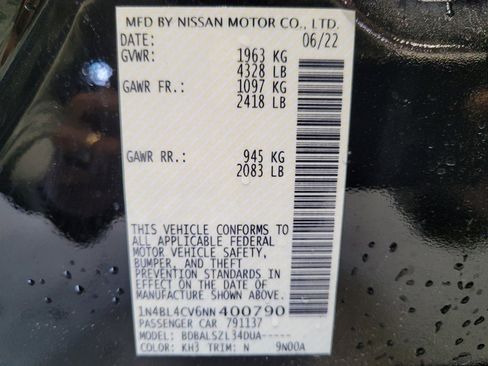 MFD BY NISSAN MOTOR CO., LTD.
DATE: 06/22
GVWR: 1963 KG
4328 LB
GAWR FR.: 1097 KG
2418 LB
GAWR RR.: 945 KG
2083 LB
THIS VEHICLE CONFORMS TO
ALL APPLICABLE FEDERAL
MOTOR VEHICLE SAFETY,
BUMPER, AND THEFT
PREVENTION STANDARDS IN
EFFECT ON THE DATE OF
MANUFACTURE SHOWN ABOVE.
1N4BL4CV6NN400790
PASSENGER CAR 791137
MODEL: BDBALSZL34DUA-----
COLOR: KH3 TRIM: N 9N00A